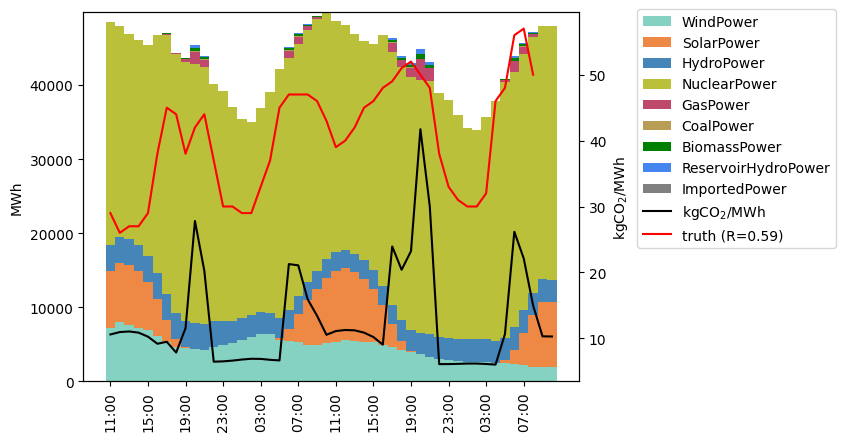 MWh
0
10000
20000
30000
40000
11:00
15:00
19:00
23:00
03:00
07:00
11:00
15:00
19:00
23:00
03:00
07:00
10
20
30
40
50
kgCO₂/MWh
WindPower
SolarPower
HydroPower
NuclearPower
GasPower
CoalPower
BiomassPower
ReservoirHydroPower
ImportedPower
kgCO₂/MWh
truth (R=0.59)